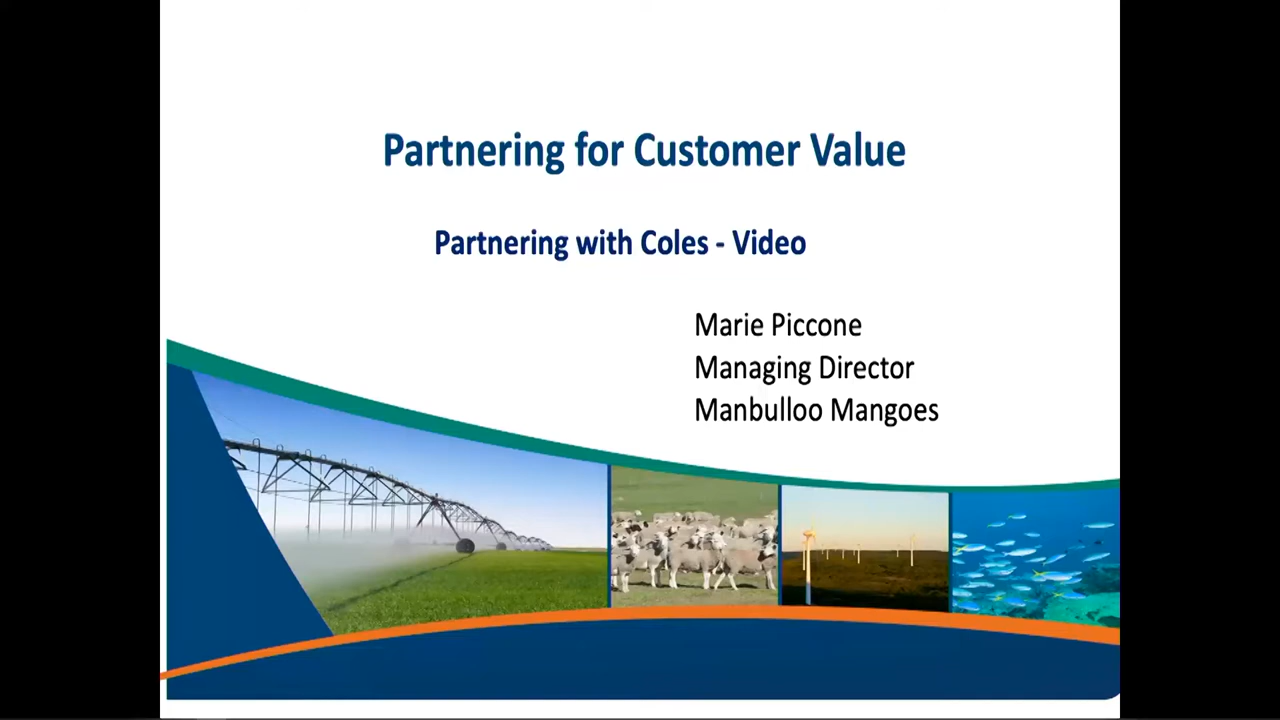 Partnering for Customer Value
Partnering with Coles - Video
Marie Piccone
Managing Director
Manbulloo Mangoes